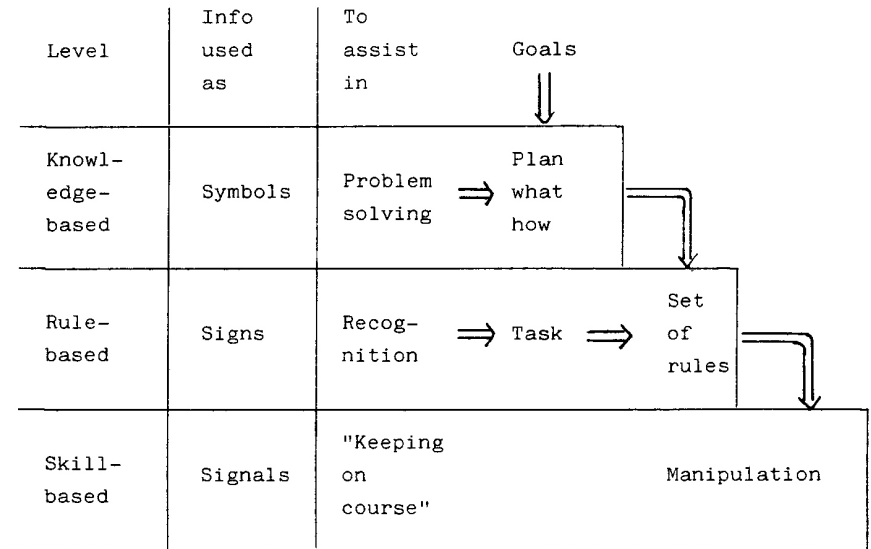 Level
Info
used
as
To
assist
in
Goals
Knowl-
edge-
based
Symbols
Problem
solving
Plan
what
how
Rule-
based
Signs
Recog-
nition
Task
Set
of
rules
Skill-
based
Signals
"Keeping
on
course"
Manipulation